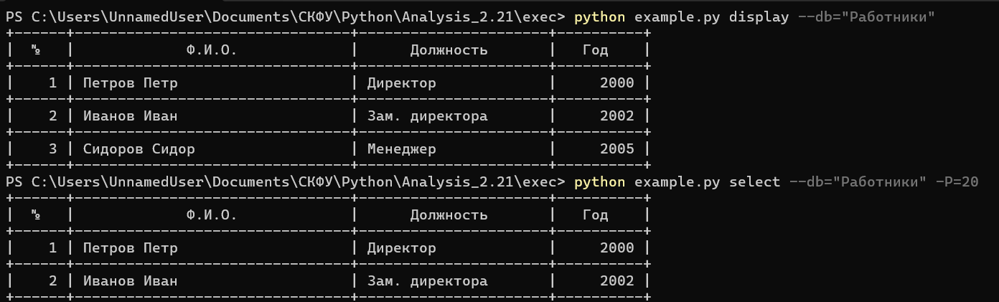 PS C:\Users\UnnamedUser\Documents\СКФУ\Python\Analysis_2.21\exec> python example.py display --db="Работники"
+------+--------------------------------+----------------------+----------+
|  №   |             Ф.И.О.             |      Должность       |   Год    |
+------+--------------------------------+----------------------+----------+
|    1 | Петров Петр                    | Директор             |     2000 |
+------+--------------------------------+----------------------+----------+
|    2 | Иванов Иван                    | Зам. директора       |     2002 |
+------+--------------------------------+----------------------+----------+
|    3 | Сидоров Сидор                  | Менеджер             |     2005 |
+------+--------------------------------+----------------------+----------+
PS C:\Users\UnnamedUser\Documents\СКФУ\Python\Analysis_2.21\exec> python example.py select --db="Работники" -P=20
+------+--------------------------------+----------------------+----------+
|  №   |             Ф.И.О.             |      Должность       |   Год    |
+------+--------------------------------+----------------------+----------+
|    1 | Петров Петр                    | Директор             |     2000 |
+------+--------------------------------+----------------------+----------+
|    2 | Иванов Иван                    | Зам. директора       |     2002 |
+------+--------------------------------+----------------------+----------+